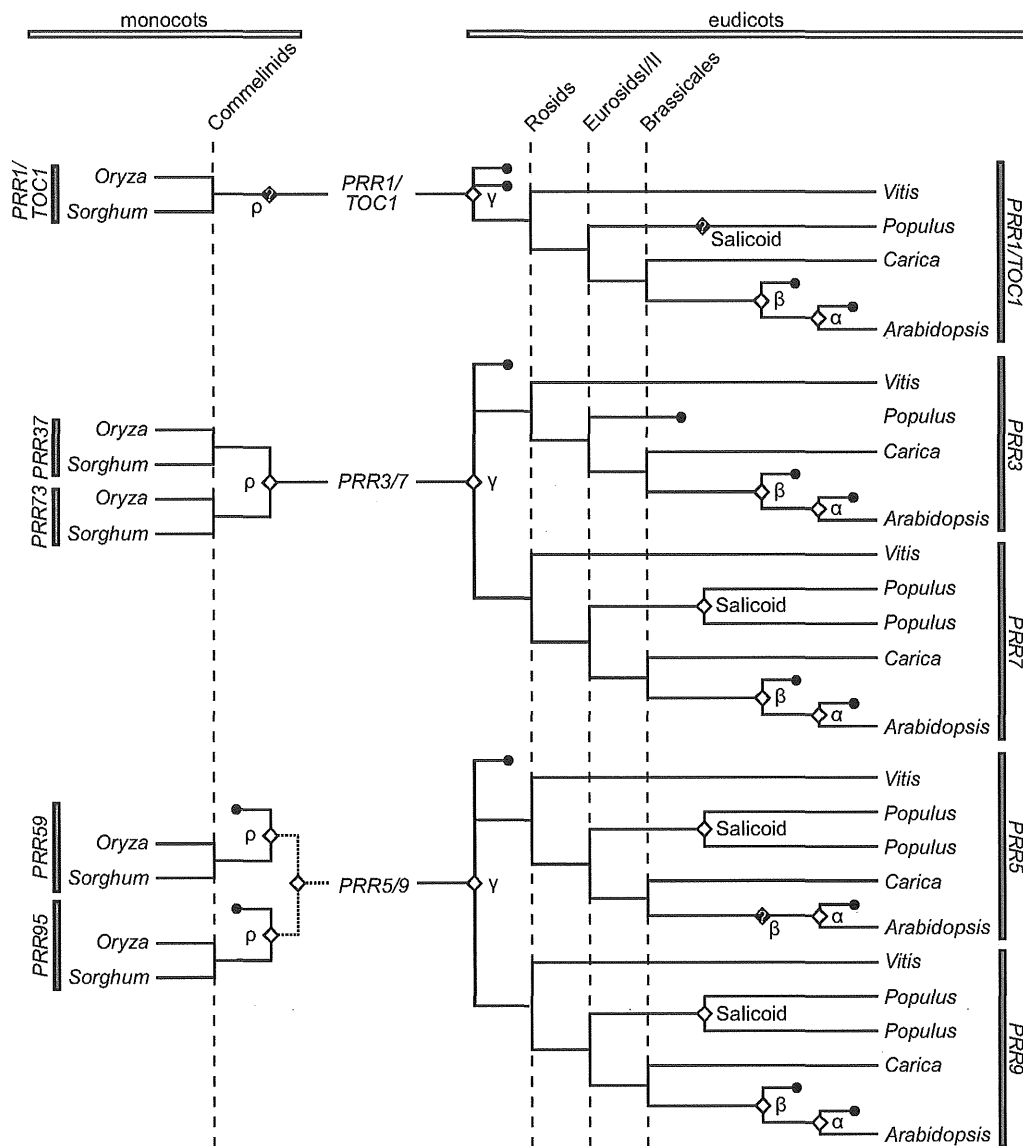 monocots
eudicots
Commelinids
Rosids
EurosidsI/II
Brassicales
PRR1/
TOC1
Oryza
Sorghum
?
ρ
PRR1/
TOC1
γ
Vitis
?
Salicoid
Populus
Carica
β
α
Arabidopsis
PRR1/TOC1
PRR37
Oryza
Sorghum
PRR73
Oryza
Sorghum
ρ
PRR3/7
γ
Vitis
Populus
Carica
β
α
Arabidopsis
PRR3
Vitis
Populus
Salicoid
Populus
Carica
β
α
Arabidopsis
PRR7
PRR59
Oryza
Sorghum
ρ
PRR95
Oryza
Sorghum
ρ
PRR5/9
γ
Vitis
Populus
Salicoid
Populus
Carica
?
β
α
Arabidopsis
PRR5
Vitis
Populus
Salicoid
Populus
Carica
β
α
Arabidopsis
PRR9